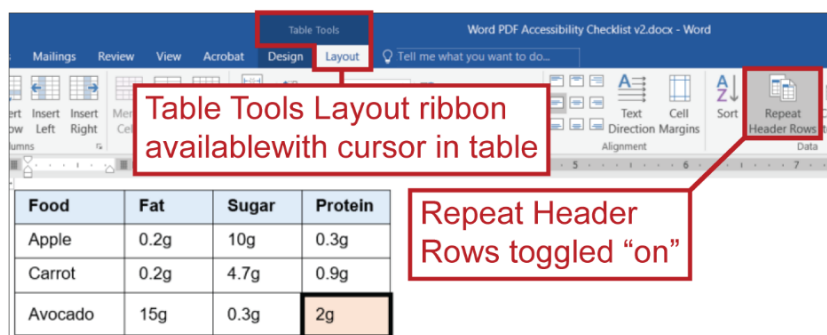 Table Tools
Word PDF Accessibility Checklist v2.docx - Word
Mailings Review View Acrobat Design Layout Tell me what you want to do...
Insert Insert
Left Right
Text Cell
Direction Margins
Sort
Repeat
Header Rows
Alignment
Data
Table Tools Layout ribbon
availablewith cursor in table
5 6 7
Repeat Header
Rows toggled “on”
Food Fat Sugar Protein
Apple 0.2g 10g 0.3g
Carrot 0.2g 4.7g 0.9g
Avocado 15g 0.3g 2g